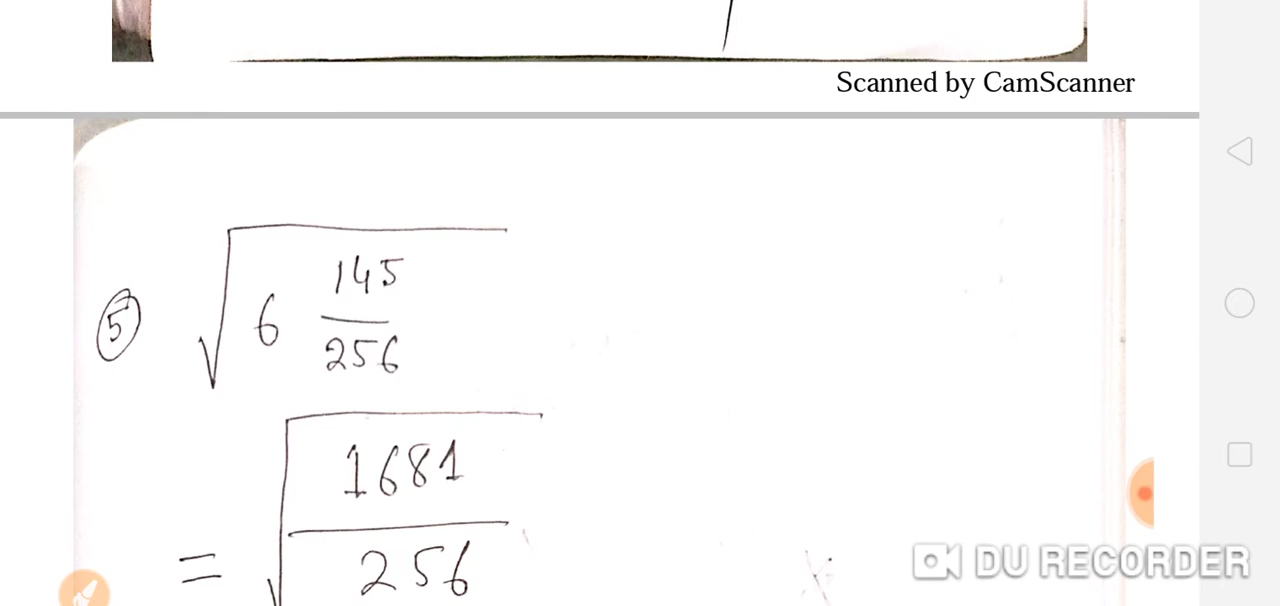 Scanned by CamScanner
5 √6 145/256
= √1681/256
DU RECORDER